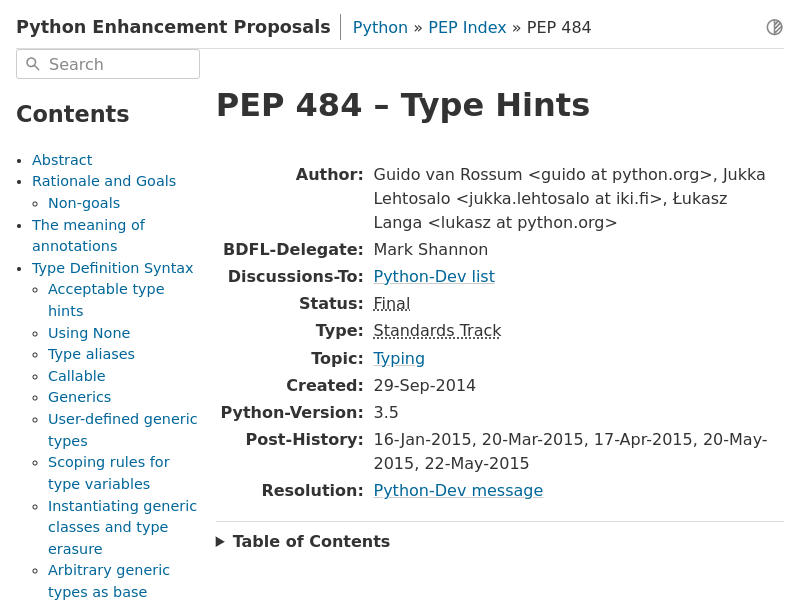 Python Enhancement Proposals
Python » PEP Index » PEP 484
Search
Contents
Abstract
Rationale and Goals
Non-goals
The meaning of
annotations
Type Definition Syntax
Acceptable type
hints
Using None
Type aliases
Callable
Generics
User-defined generic
types
Scoping rules for
type variables
Instantiating generic
classes and type
erasure
Arbitrary generic
types as base
PEP 484 – Type Hints
Author: Guido van Rossum <guido at python.org>, Jukka
Lehtosalo <jukka.lehtosalo at iki.fi>, Łukasz
Langa <lukasz at python.org>
BDFL-Delegate: Mark Shannon
Discussions-To: Python-Dev list
Status: Final
Type: Standards Track
Topic: Typing
Created: 29-Sep-2014
Python-Version: 3.5
Post-History: 16-Jan-2015, 20-Mar-2015, 17-Apr-2015, 20-May-
2015, 22-May-2015
Resolution: Python-Dev message
Table of Contents